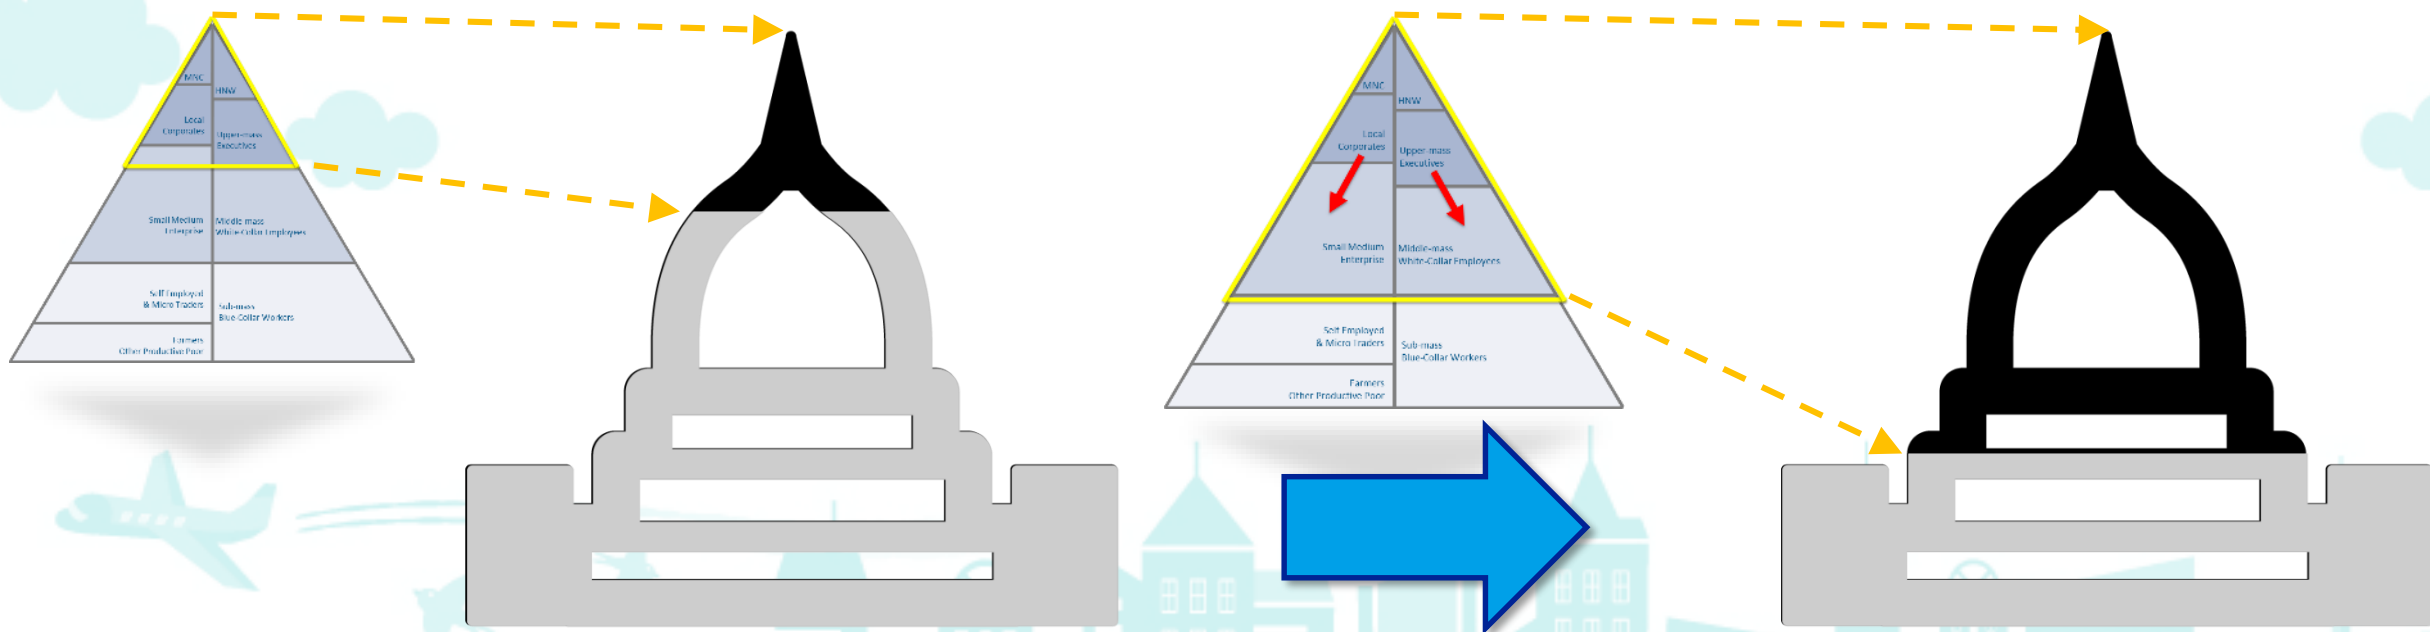 MNC
HNW
Local
Corporates
Upper-mass
Executives
Small Medium
Enterprise
Middle-mass
White-Collar Employees
Self Employed
& Micro Traders
Sub-mass
Blue-Collar Workers
Farmers
Other Productive Poor
MNC
HNW
Local
Corporates
Upper-mass
Executives
Small Medium
Enterprise
Middle-mass
White-Collar Employees
Self Employed
& Micro Traders
Sub-mass
Blue-Collar Workers
Farmers
Other Productive Poor